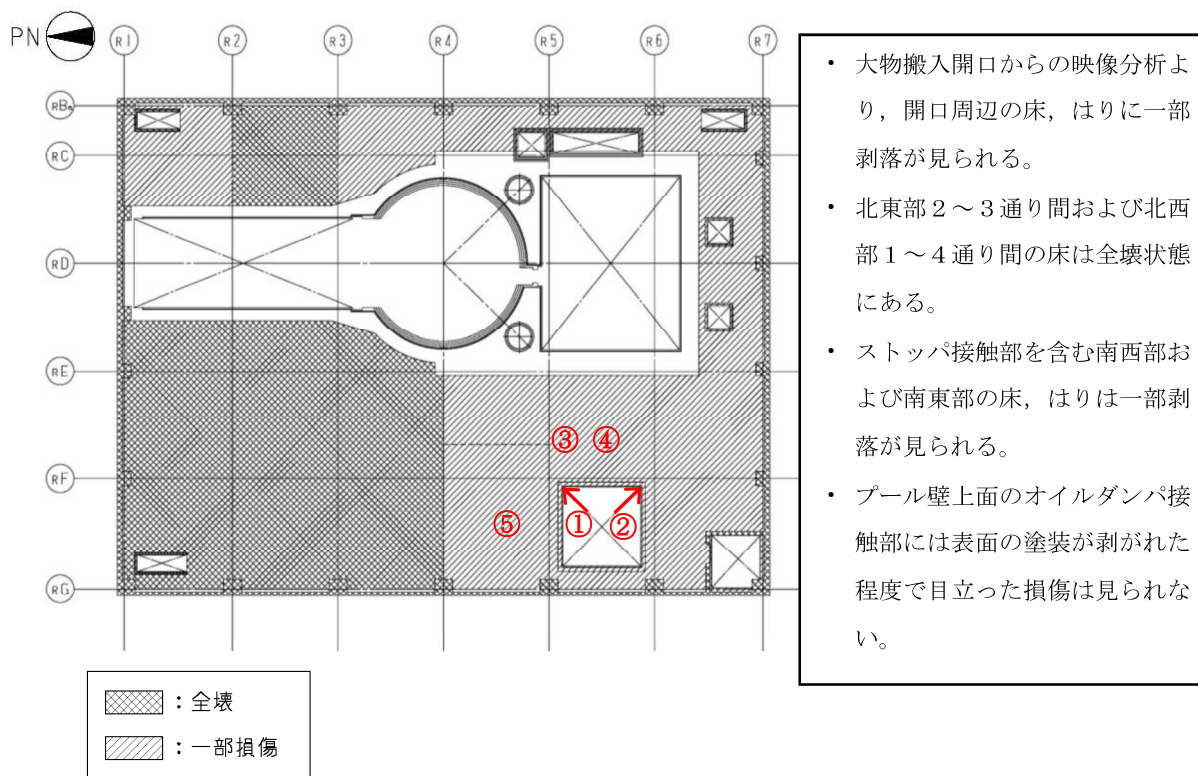 PN
R1 R2 R3 R4 R5 R6 R7
RBa
RC
RD
RE
RF
RG
③ ④
⑤ ① ②
:全壊
:一部損傷
・ 大物搬入開口からの映像分析よ
り，開口周辺の床，はりに一部
剥落が見られる。
・ 北東部２～３通り間および北西
部１～４通り間の床は全壊状態
にある。
・ ストッパ接触部を含む南西部お
よび南東部の床，はりは一部剥
落が見られる。
・ プール壁上面のオイルダンパ接
触部には表面の塗装が剥がれた
程度で目立った損傷は見られな
い。